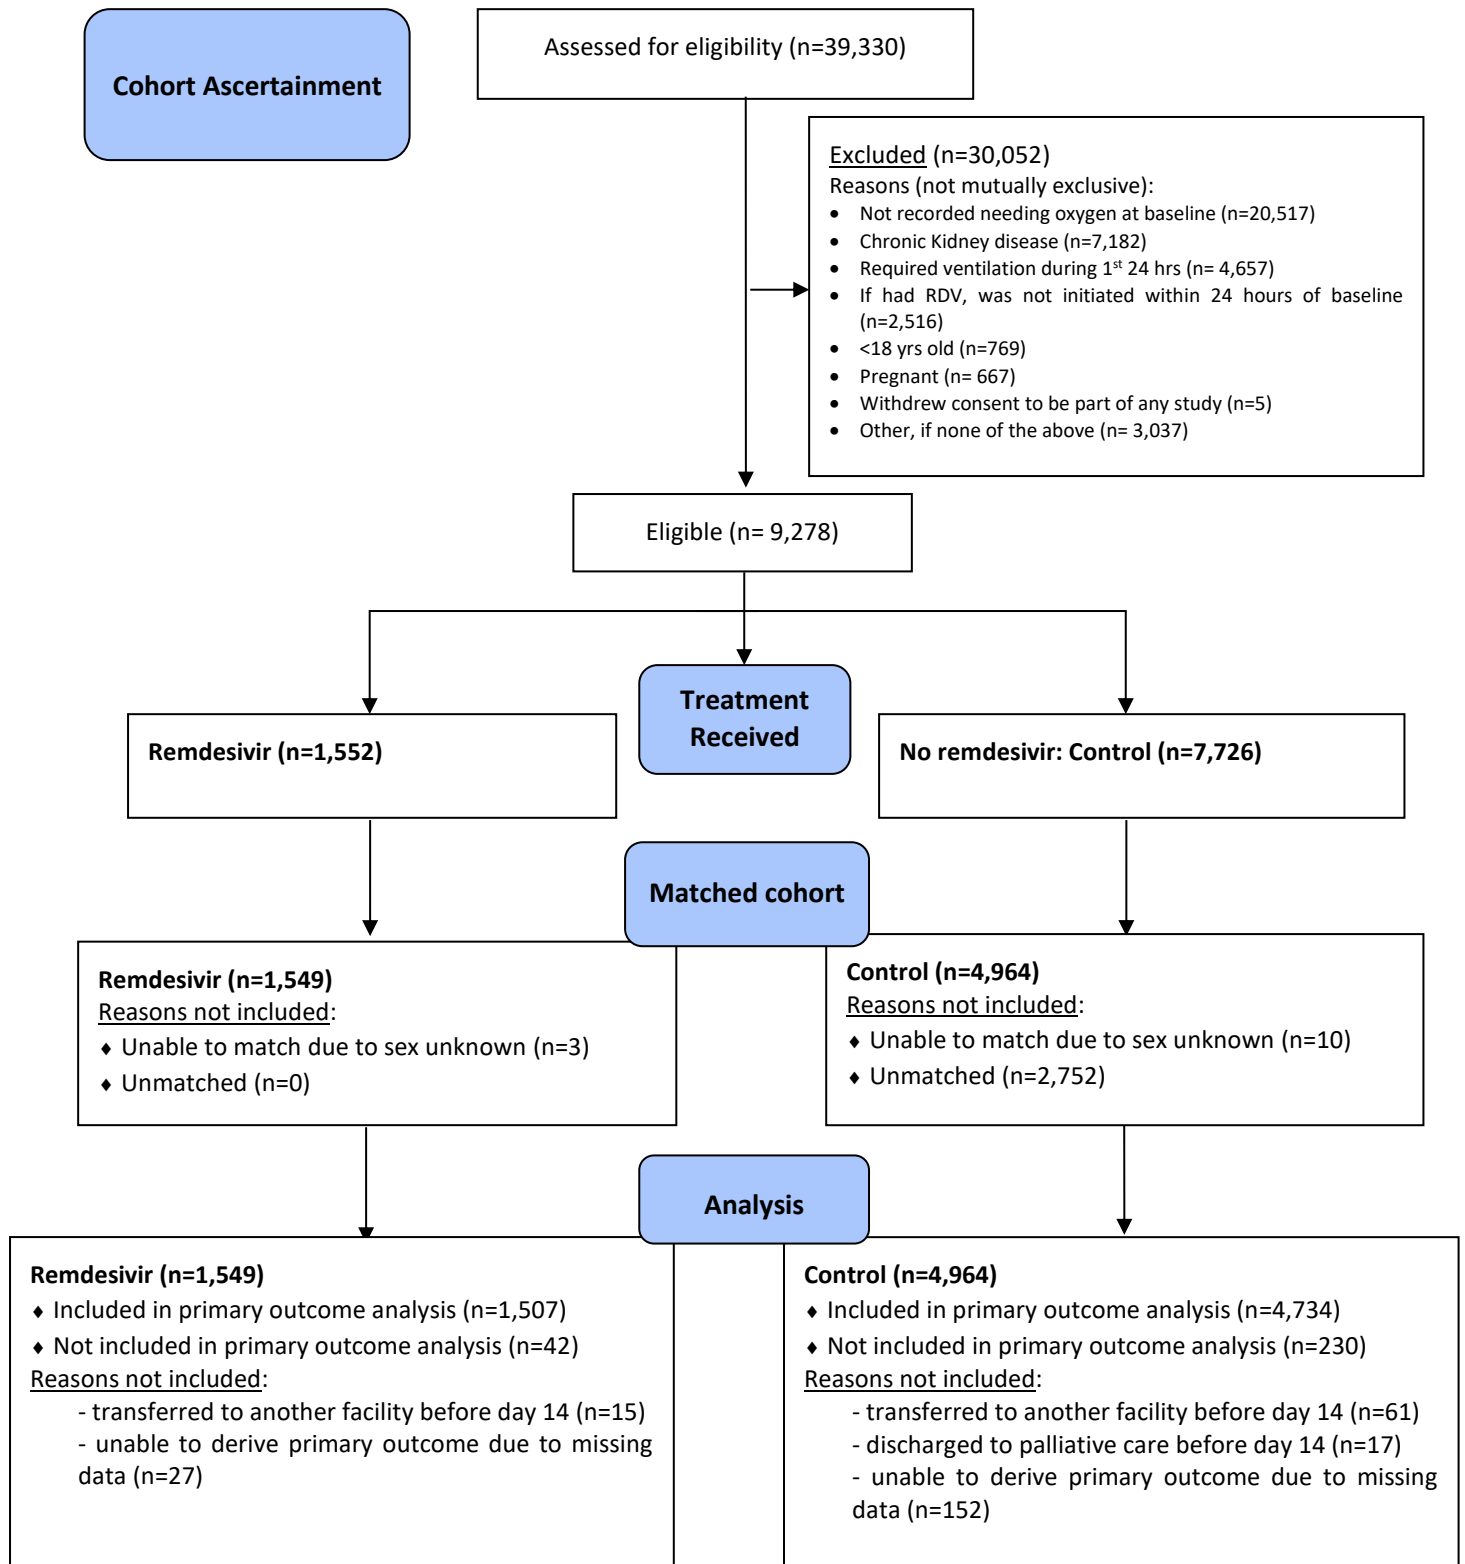 Cohort Ascertainment
Assessed for eligibility (n=39,330)
Excluded (n=30,052)
Reasons (not mutually exclusive):
• Not recorded needing oxygen at baseline (n=20,517)
• Chronic Kidney disease (n=7,182)
• Required ventilation during 1st 24 hrs (n= 4,657)
• If had RDV, was not initiated within 24 hours of baseline
(n=2,516)
• <18 yrs old (n=769)
• Pregnant (n= 667)
• Withdrew consent to be part of any study (n=5)
• Other, if none of the above (n= 3,037)
Eligible (n= 9,278)
Treatment
Received
Remdesivir (n=1,552)
No remdesivir: Control (n=7,726)
Matched cohort
Remdesivir (n=1,549)
Reasons not included:
♦ Unable to match due to sex unknown (n=3)
♦ Unmatched (n=0)
Control (n=4,964)
Reasons not included:
♦ Unable to match due to sex unknown (n=10)
♦ Unmatched (n=2,752)
Analysis
Remdesivir (n=1,549)
♦ Included in primary outcome analysis (n=1,507)
♦ Not included in primary outcome analysis (n=42)
Reasons not included:
- transferred to another facility before day 14 (n=15)
- unable to derive primary outcome due to missing
data (n=27)
Control (n=4,964)
♦ Included in primary outcome analysis (n=4,734)
♦ Not included in primary outcome analysis (n=230)
Reasons not included:
- transferred to another facility before day 14 (n=61)
- discharged to palliative care before day 14 (n=17)
- unable to derive primary outcome due to missing
data (n=152)